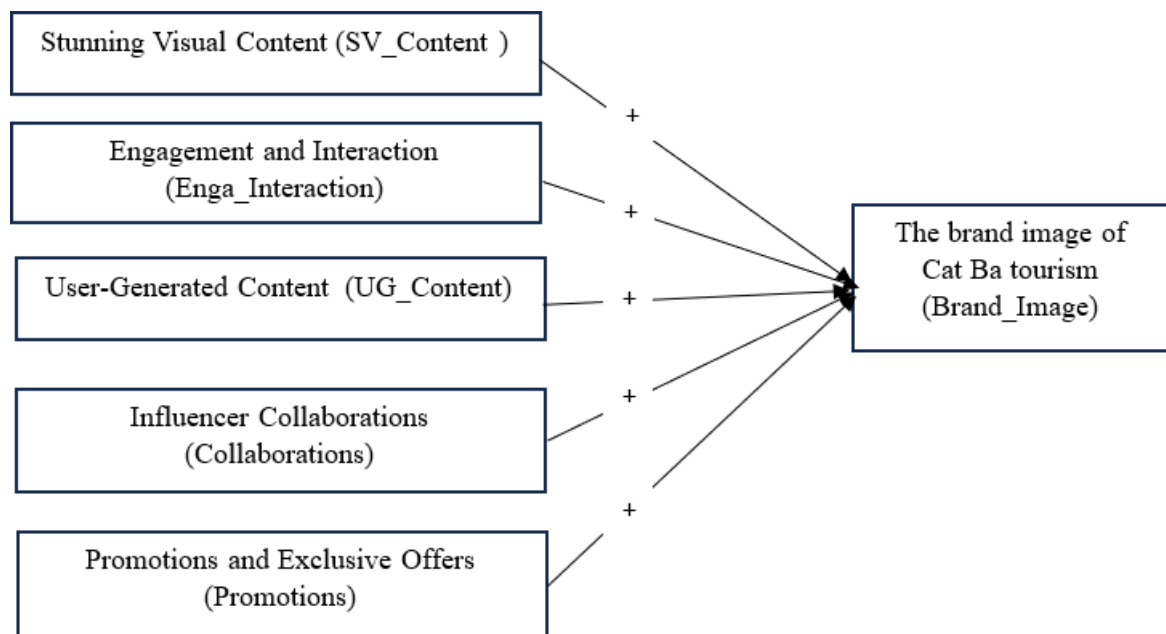 Stunning Visual Content (SV_Content )
+
Engagement and Interaction
(Enga_Interaction)
+
The brand image of
Cat Ba tourism
(Brand_Image)
User-Generated Content (UG_Content)
+
Influencer Collaborations
(Collaborations)
+
Promotions and Exclusive Offers
(Promotions)
+